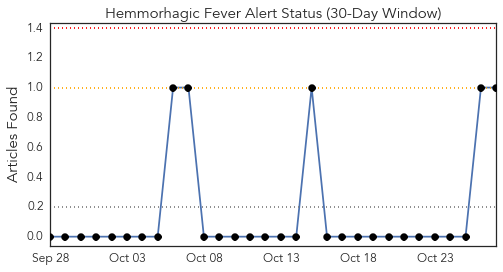 Hemmorhagic Fever Alert Status (30-Day Window)
1.4
1.2
1.0
0.8
0.6
0.4
0.2
0.0
Articles Found
Sep 28 Oct 03 Oct 08 Oct 13 Oct 18 Oct 23